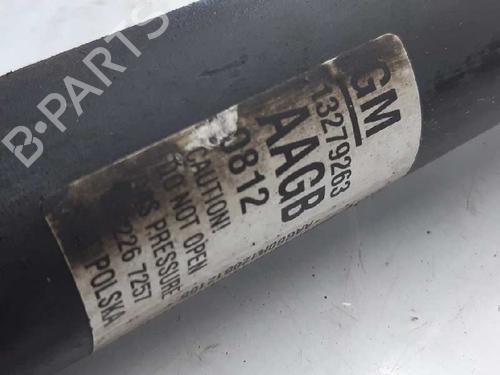 B-PARTS
GM
13279263
AAGB
0812
CAUTION!
DO NOT OPEN
PRESSURE
226 7257
POLSKA